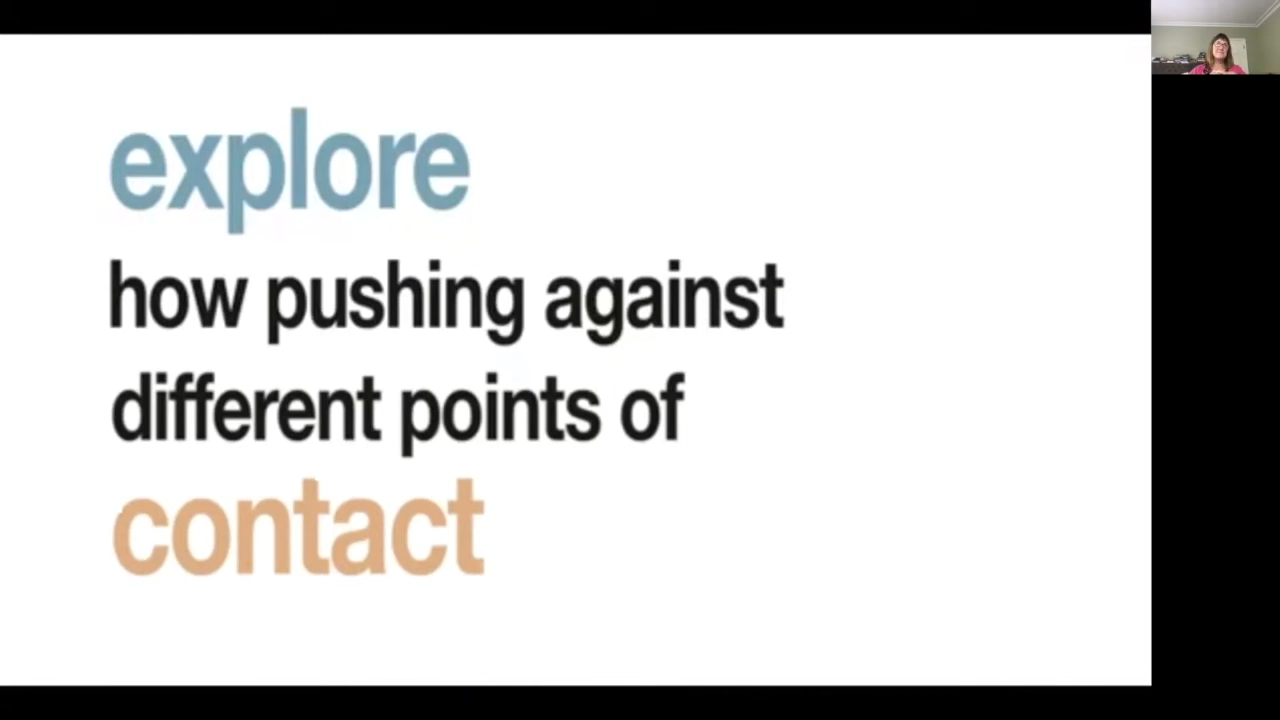 explore
how pushing against
different points of
contact